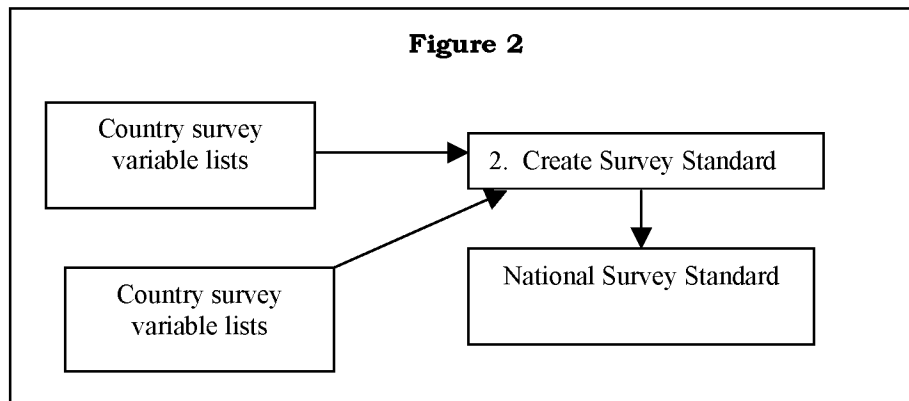 Figure 2
Country survey
variable lists
2. Create Survey Standard
National Survey Standard
Country survey
variable lists